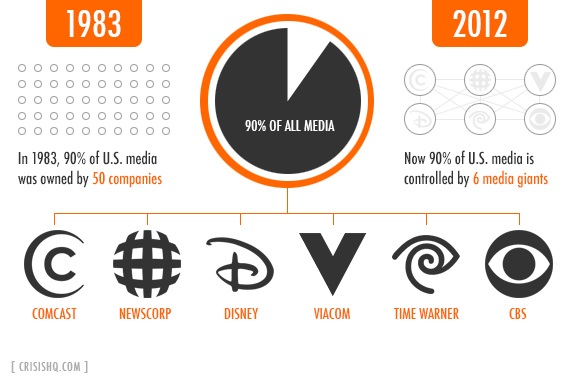 1983
2012
90% OF ALL MEDIA
In 1983, 90% of U.S. media
was owned by 50 companies
Now 90% of U.S. media is
controlled by 6 media giants
COMCAST
NEWSCORP
DISNEY
VIACOM
TIME WARNER
CBS
[ CRISISHQ.COM ]